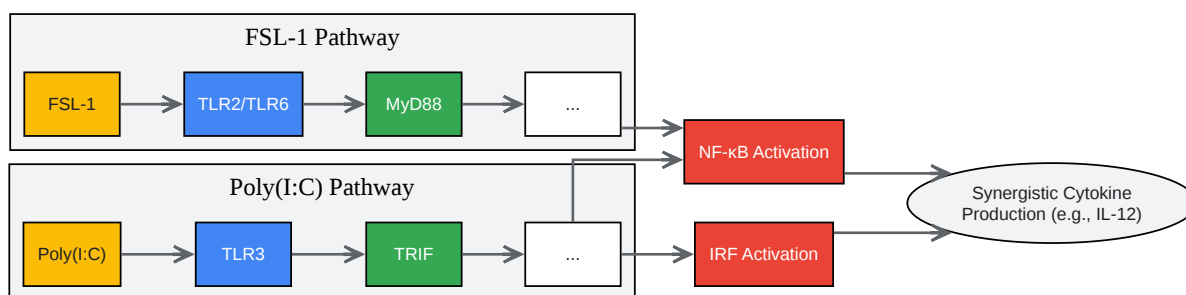 FSL-1 Pathway
FSL-1
TLR2/TLR6
MyD88
...
NF-κB Activation
Poly(I:C) Pathway
Poly(I:C)
TLR3
TRIF
...
IRF Activation
Synergistic Cytokine
Production (e.g., IL-12)